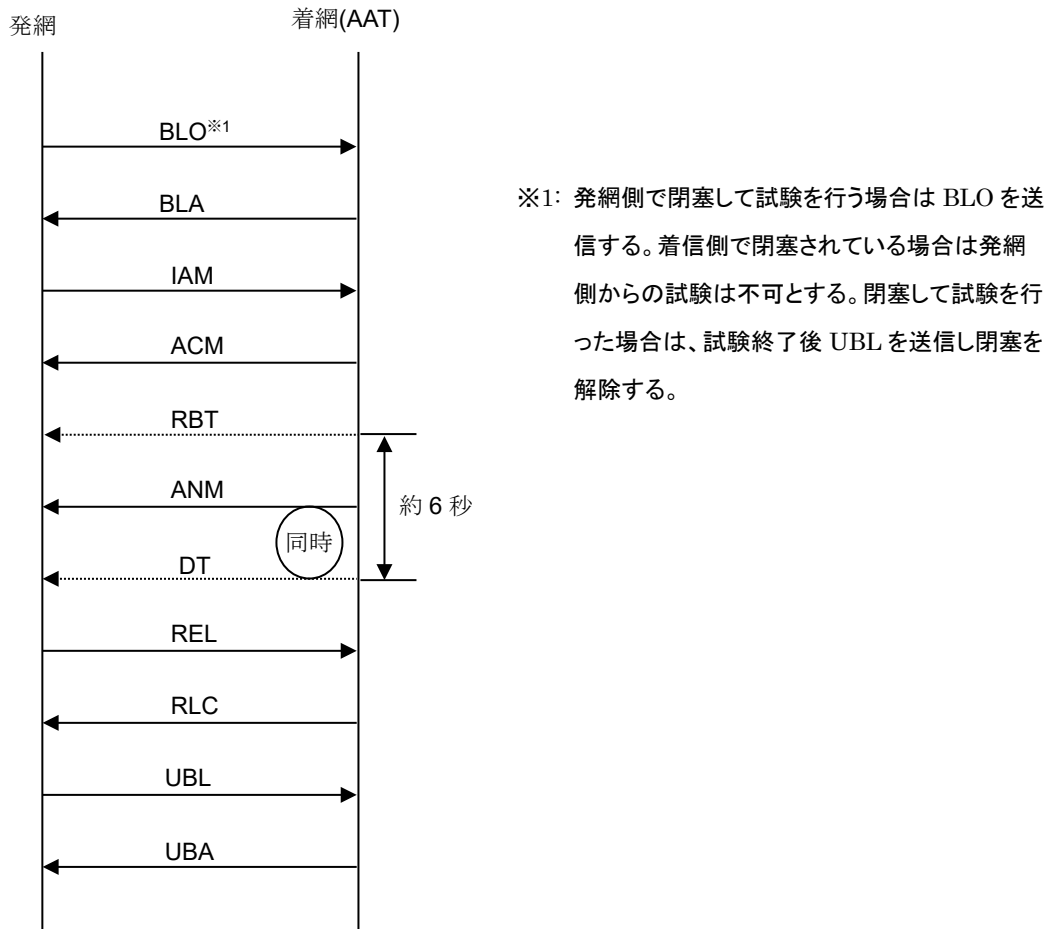 発網
着網(AAT)
BLO※1
BLA
IAM
ACM
RBT
ANM
約 6 秒
同時
DT
REL
RLC
UBL
UBA
※1: 発網側で閉塞して試験を行う場合は BLO を送
信する。着信側で閉塞されている場合は発網
側からの試験は不可とする。閉塞して試験を行
った場合は、試験終了後 UBL を送信し閉塞を
解除する。